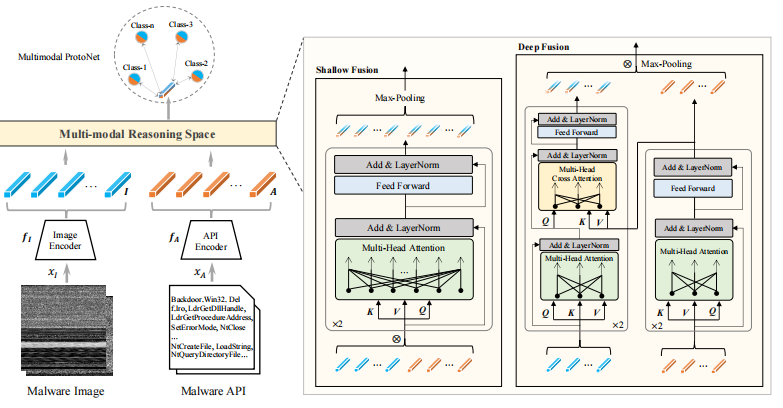 Class-n
Class-3
Multimodal
ProtoNet
Class-1
Class-2
Multi-modal Reasoning Space
...
I
...
A
f_I
Image
Encoder
f_A
API
Encoder
x_I
x_A
Backdoor.Win32, Del
LdrGetDllHandle,
LdrGetProcedureAddress,
SetErrorMode, NtClose
...
NtCreateFile, LoadString,
NtQueryDirectoryFile...
Malware Image
Malware API
Shallow Fusion
Max-Pooling
... ...
Add & LayerNorm
Feed Forward
Add & LayerNorm
Multi-Head Attention
...
×2
K V Q
⊗
... ...
Deep Fusion
⊗ Max-Pooling
...
...
Add & LayerNorm
Feed Forward
Add & LayerNorm
Multi-Head
Cross Attention
Q K V
Add & LayerNorm
Multi-Head Attention
×2
K V Q
...
Add & LayerNorm
Feed Forward
Add & LayerNorm
Multi-Head Attention
×2
K V Q
...